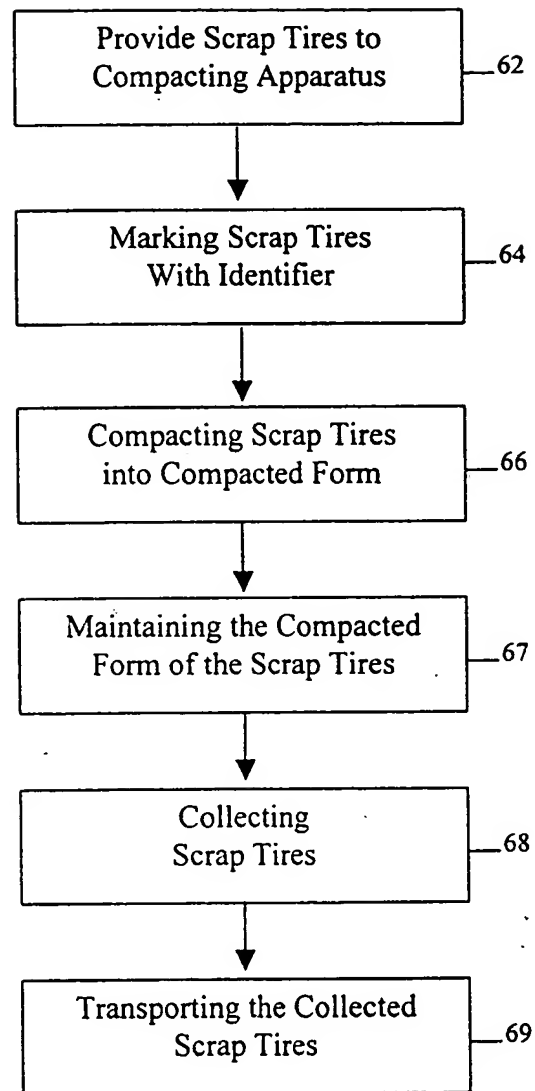 Provide Scrap Tires to
Compacting Apparatus
62
Marking Scrap Tires
With Identifier
64
Compacting Scrap Tires
into Compacted Form
66
Maintaining the Compacted
Form of the Scrap Tires
67
Collecting
Scrap Tires
68
Transporting the Collected
Scrap Tires
69